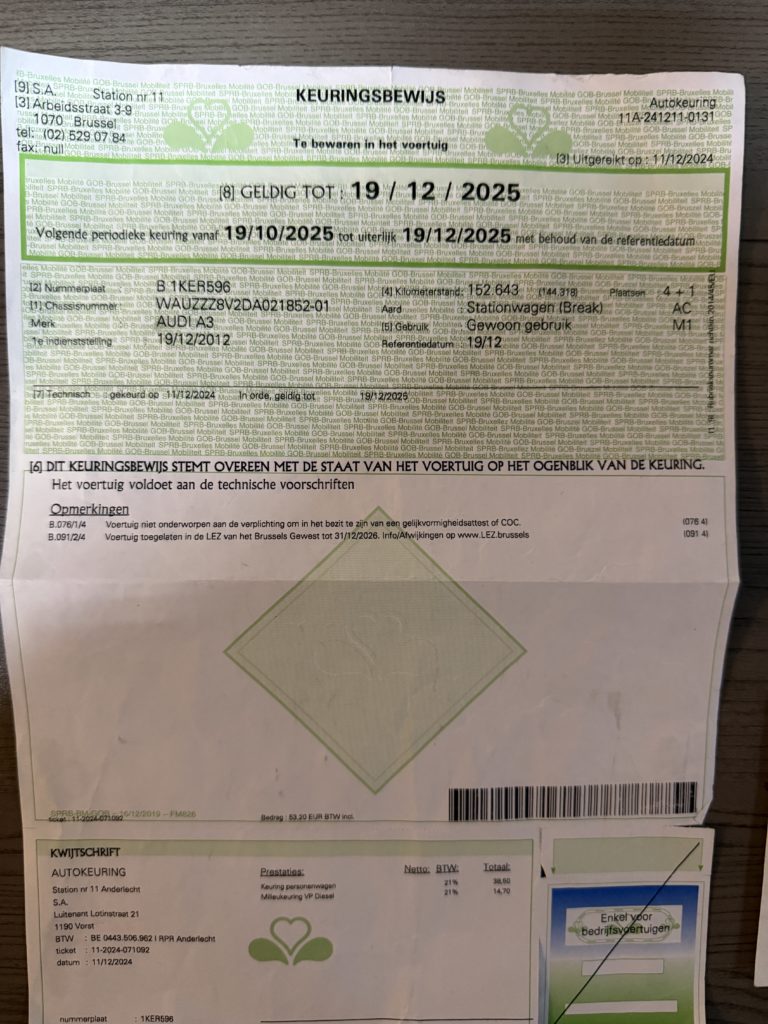 [9] S.A. Station nr 11
[3] Arbeidsstraat 3-9
1070 Brussel
tel: (02) 529 07 84
fax: null
KEURINGSBEWIJS
Te bewaren in het voertuig
Autokeuring
11A-241211-0131
[3] Uitgereikt op : 11/12/2024
[8] GELDIG TOT : 19 / 12 / 2025
Volgende periodieke keuring vanaf 19/10/2025 tot uiterlijk 19/12/2025 met behoud van de referentiedatum
[2] Nummerplaat : B 1KER596 [4] Kilometerstand : 152.643 (144.318) Plaatsen 4 + 1
[1] Chassisnummer : WAUZZZ8V2DA021852-01 Aard : Stationwagen (Break) AC
Merk : AUDI A3 [5] Gebruik : Gewoon gebruik M1
1e indienststelling : 19/12/2012 Referentiedatum : 19/12
[7] Technisch : gekeurd op 11/12/2024 In orde, geldig tot 19/12/2025
[6] DIT KEURINGSBEWIJS STEMT OVEREEN MET DE STAAT VAN HET VOERTUIG OP HET OGENBLIK VAN DE KEURING.
Het voertuig voldoet aan de technische voorschriften
Opmerkingen
B.076/1/4 Voertuig niet onderworpen aan de verplichting om in het bezit te zijn van een gelijkvormigheidsattest of COC. (076 4)
B.091/2/4 Voertuig toegelaten in de LEZ van het Brussels Gewest tot 31/12/2026. Info/Afwijkingen op www.LEZ.brussels (091 4)
SPRB-BM/GOB – 16/12/2019 – FM826
ticket : 11-2024-071092
Bedrag : 53,20 EUR BTW incl.
KWIJTSCHRIFT
AUTOKEURING
Station nr 11 Anderlecht
S.A.
Luitenant Lotinstraat 21
1190 Vorst
BTW : BE 0443.506.962 | RPR Anderlecht
ticket : 11-2024-071092
datum : 11/12/2024
Prestaties: Netto: BTW: Totaal:
Keuring personenwagen 21% 38,50
Milieukeuring VP Diesel 21% 14,70
nummerplaat : 1KER596
Enkel voor
bedrijfsvoertuigen